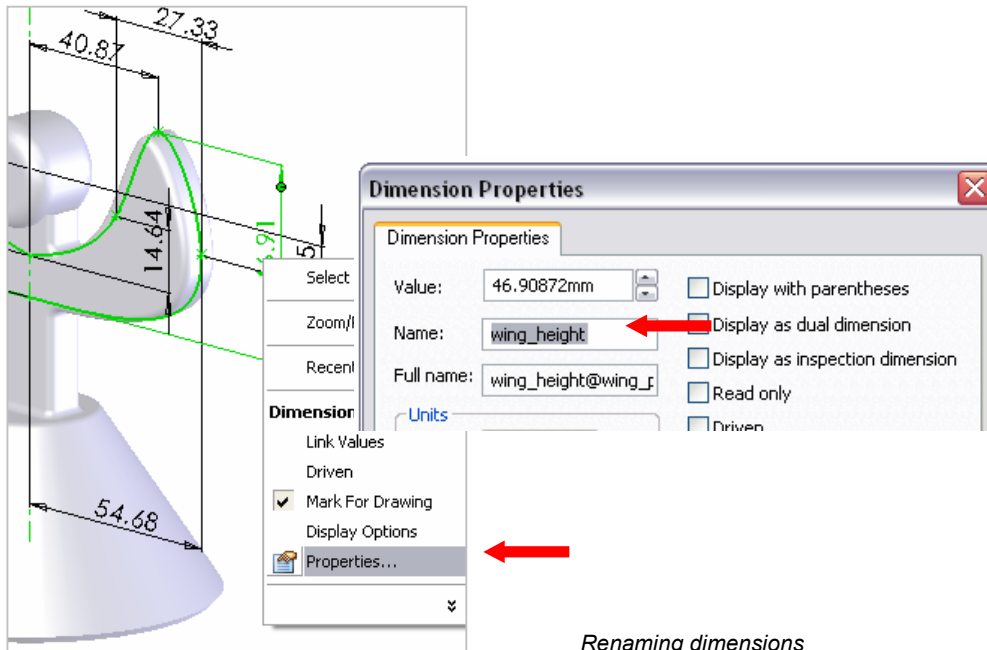 27.33
40.87
14.64
54.68
Select
Zoom/
Recent
Dimension
Link Values
Driven
Mark For Drawing
Display Options
Properties...
Dimension Properties
Dimension Properties
Value: 46.90872mm
Name: wing_height
Full name: wing_height@wing_p
Units
Display with parentheses
Display as dual dimension
Display as inspection dimension
Read only
Driven
Renaming dimensions